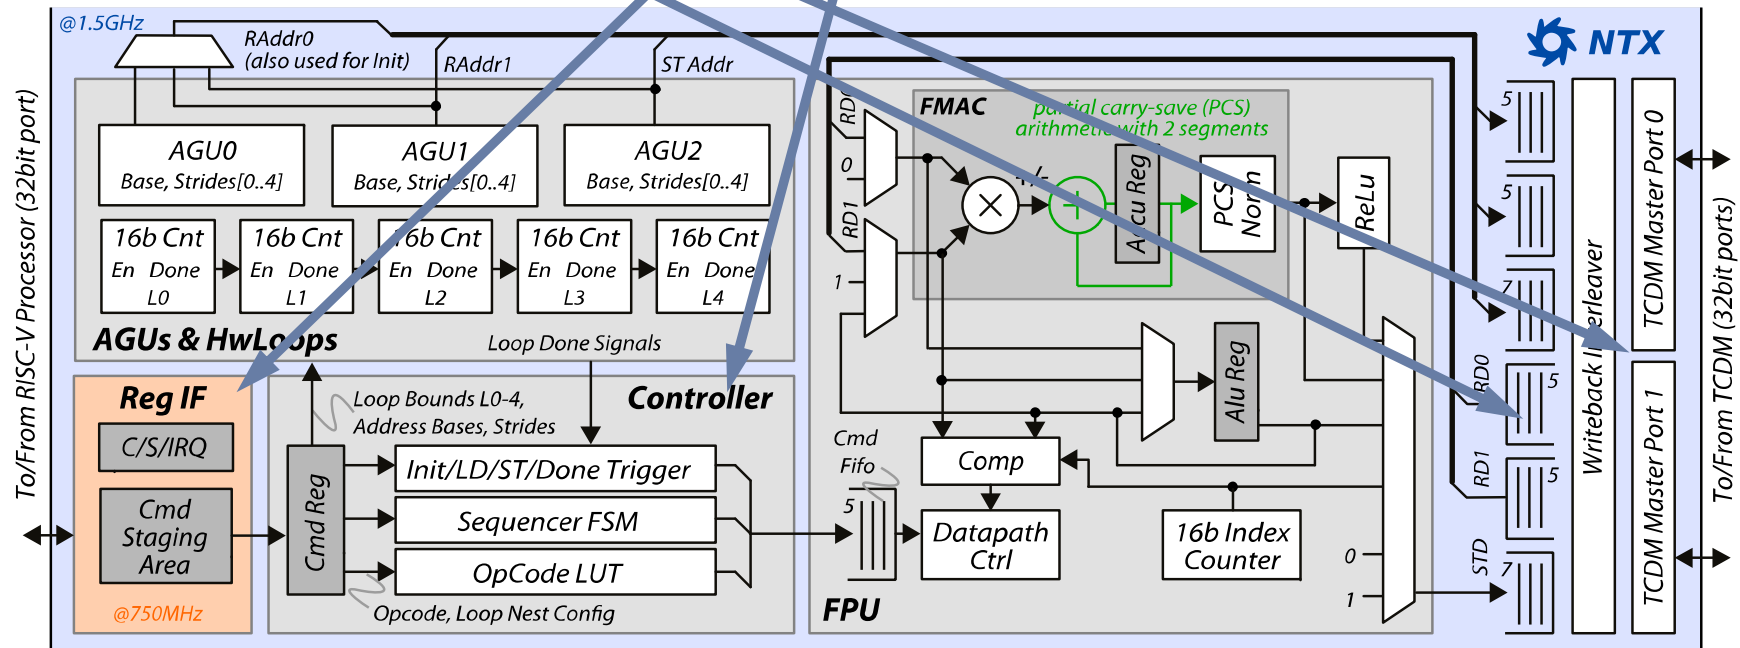 @1.5GHz
RAddr0
(also used for Init)
RAddr1
ST Addr
NTX
To/From RISC-V Processor (32bit port)
AGU0
Base, Strides[0..4]
AGU1
Base, Strides[0..4]
AGU2
Base, Strides[0..4]
16b Cnt
En Done
L0
16b Cnt
En Done
L1
16b Cnt
En Done
L2
16b Cnt
En Done
L3
16b Cnt
En Done
L4
AGUs & HwLoops
Loop Done Signals
Reg IF
C/S/IRQ
Cmd
Staging
Area
@750MHz
Controller
Loop Bounds L0-4,
Address Bases, Strides
Cmd Reg
Init/LD/ST/Done Trigger
Sequencer FSM
OpCode LUT
Opcode, Loop Nest Config
RD0
0
RD1
1
FMAC
partial carry-save (PCS)
arithmetic with 2 segments
+/-
Accu Reg
PCS
Norm
ReLu
Alu Reg
Cmd
Fifo
5
Comp
Datapath
Ctrl
16b Index
Counter
0
1
FPU
5
5
7
RD0
5
RD1
5
STD
7
Writeback Interleaver
TCDM Master Port 0
TCDM Master Port 1
To/From TCDM (32bit ports)